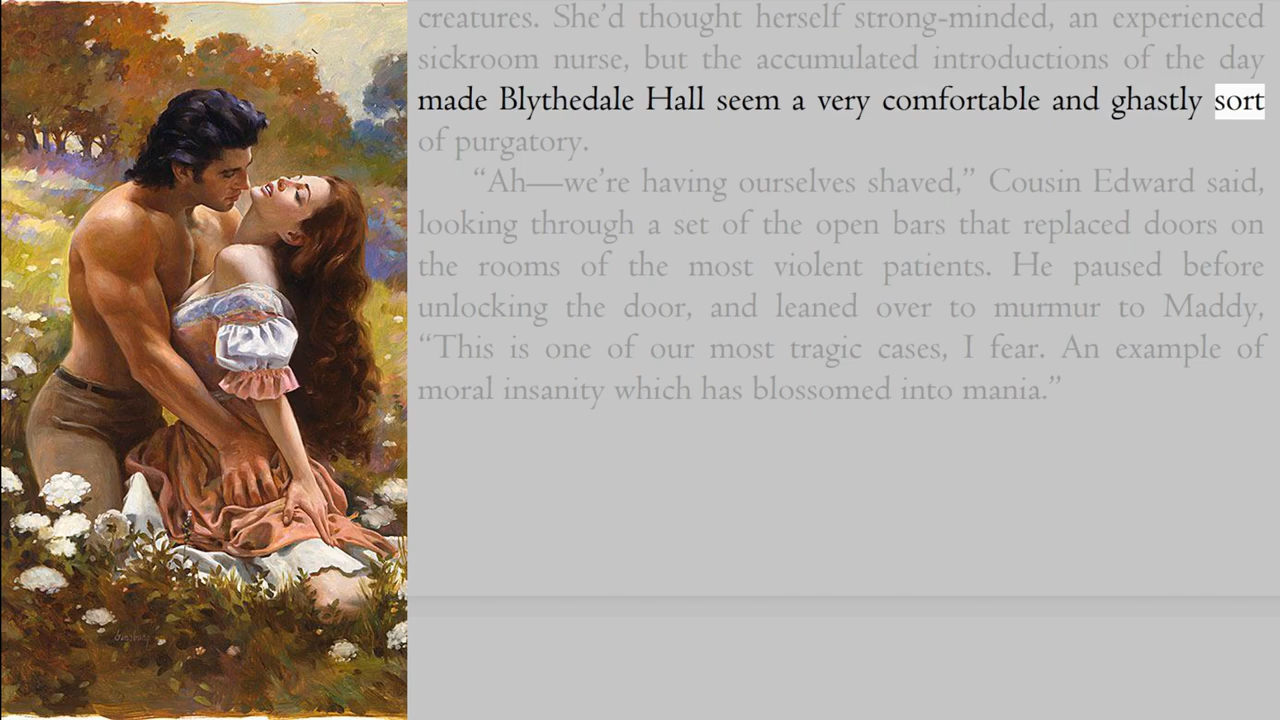 creatures. She’d thought herself strong-minded, an experienced
sickroom nurse, but the accumulated introductions of the day
made Blythedale Hall seem a very comfortable and ghastly sort
of purgatory.
“Ah—we’re having ourselves shaved,” Cousin Edward said,
looking through a set of the open bars that replaced doors on
the rooms of the most violent patients. He paused before
unlocking the door, and leaned over to murmur to Maddy,
“This is one of our most tragic cases, I fear. An example of
moral insanity which has blossomed into mania.”